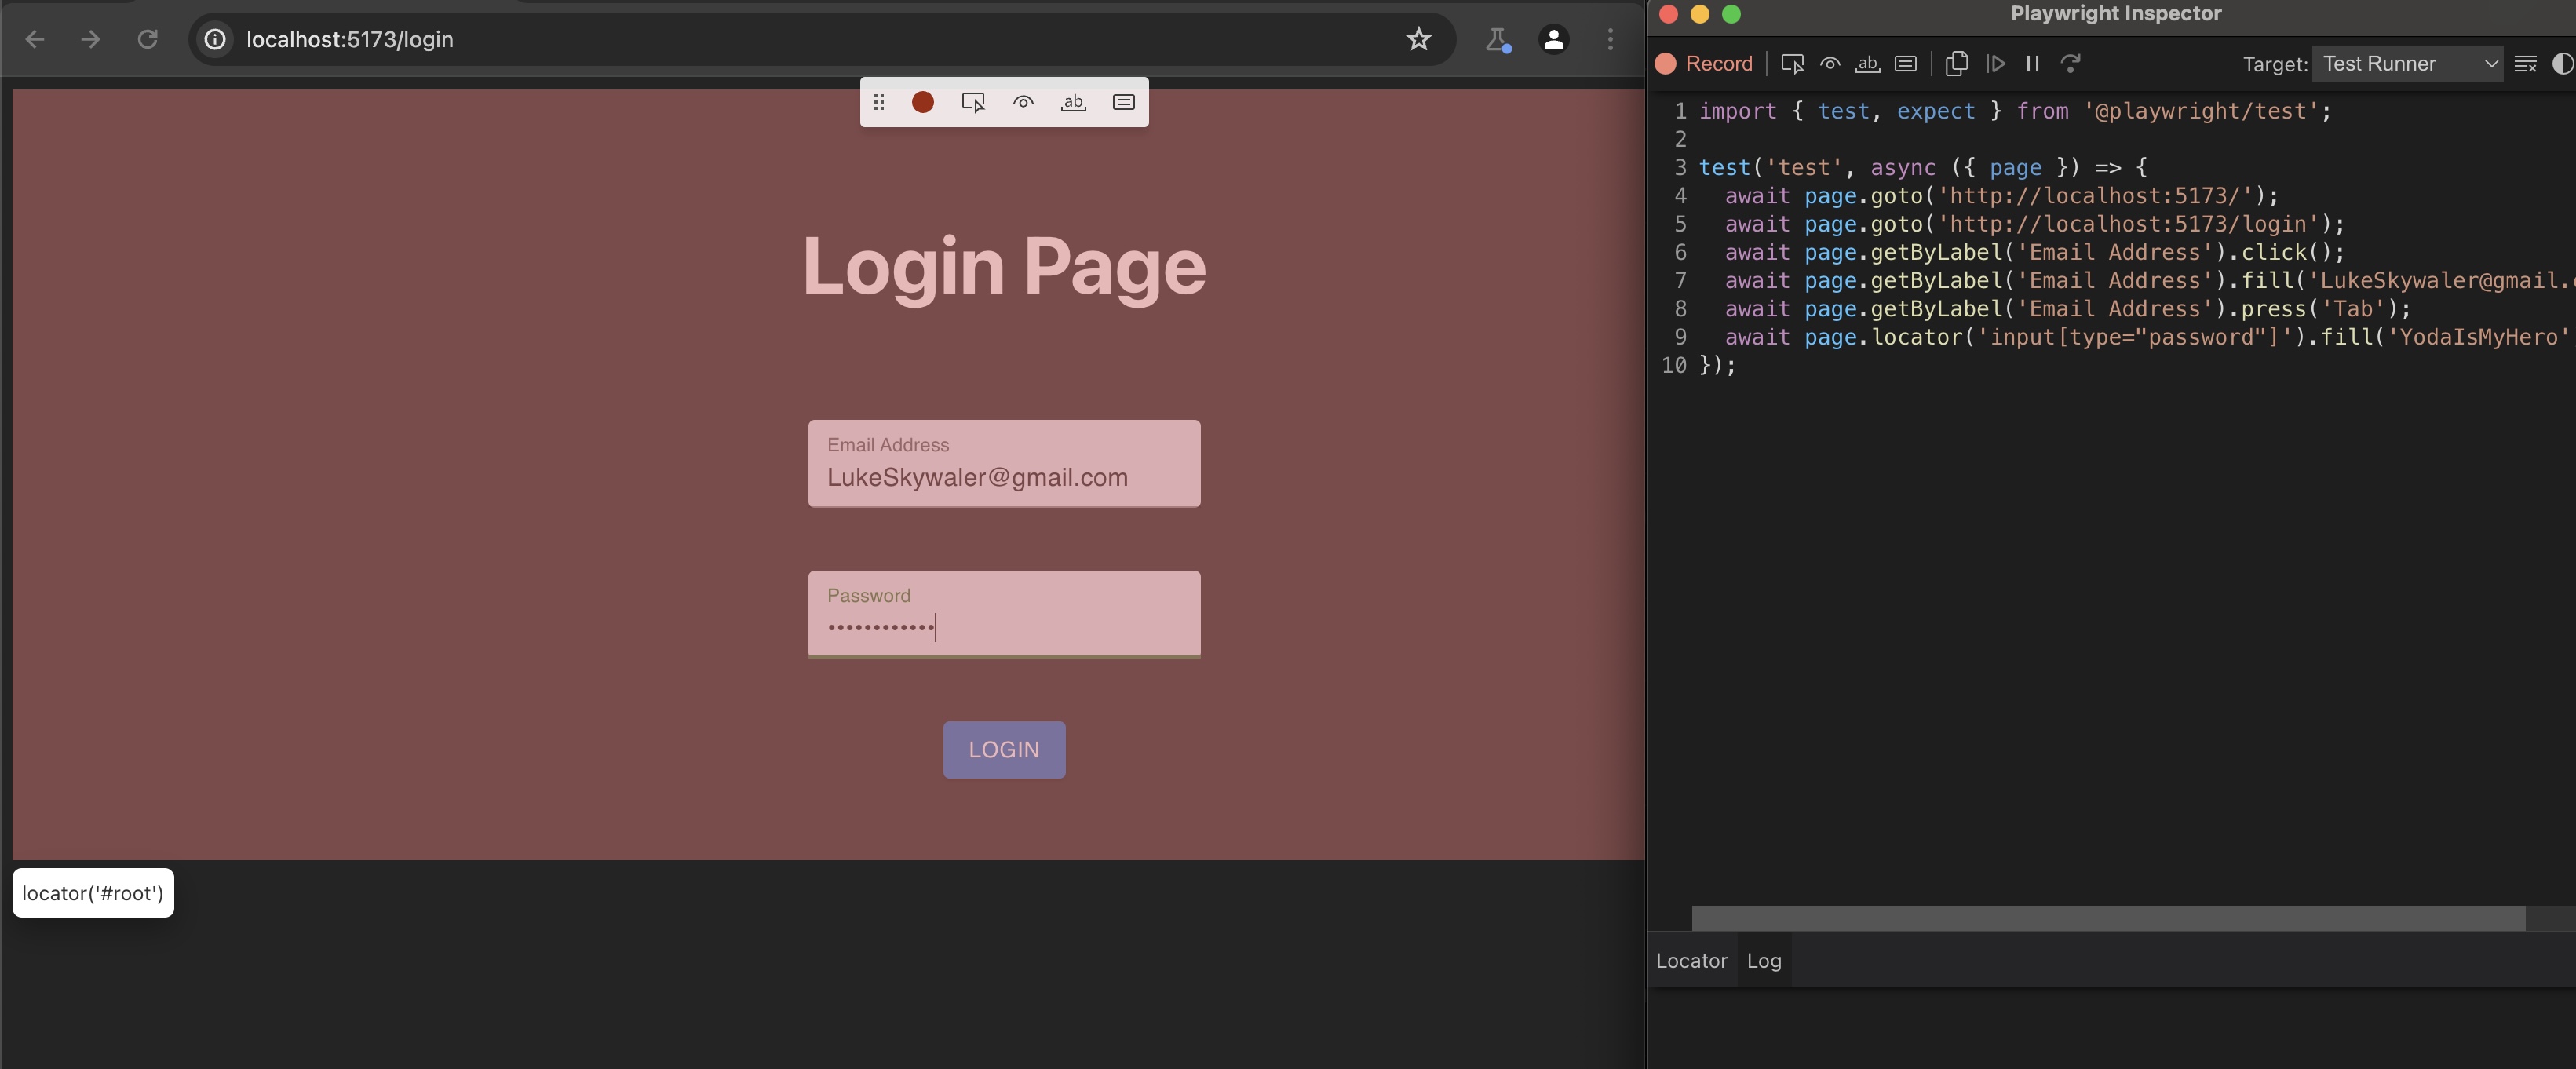 localhost:5173/login
ab
Login Page
Email Address
LukeSkywaler@gmail.com
Password
••••••••••••
LOGIN
locator('#root')
Playwright Inspector
Record
ab
Target: Test Runner
1 import { test, expect } from '@playwright/test';
2
3 test('test', async ({ page }) => {
4 await page.goto('http://localhost:5173/');
5 await page.goto('http://localhost:5173/login');
6 await page.getByLabel('Email Address').click();
7 await page.getByLabel('Email Address').fill('LukeSkywaler@gmail.
8 await page.getByLabel('Email Address').press('Tab');
9 await page.locator('input[type="password"]').fill('YodaIsMyHero'
10 });
Locator Log